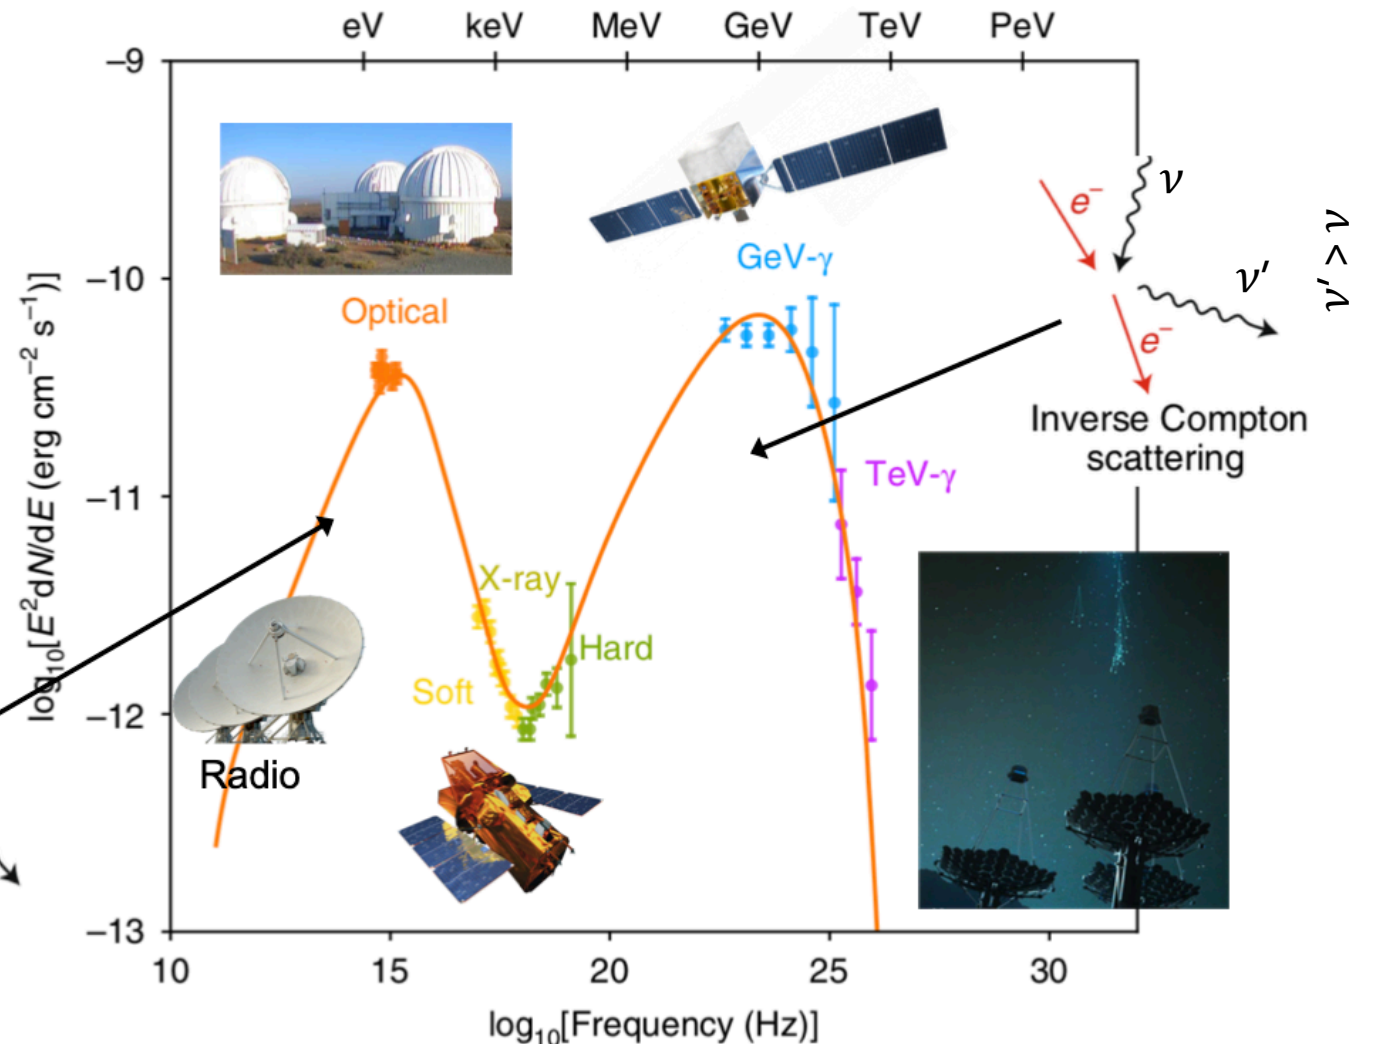 eV keV MeV GeV TeV PeV
−9
−10
−11
−12
−13
log₁₀[E²dN/dE (erg cm⁻² s⁻¹)]
Optical
GeV-γ
TeV-γ
X-ray
Hard
Soft
Radio
e⁻
ν
ν′
e⁻
ν′ > ν
Inverse Compton
scattering
10 15 20 25 30
log₁₀[Frequency (Hz)]